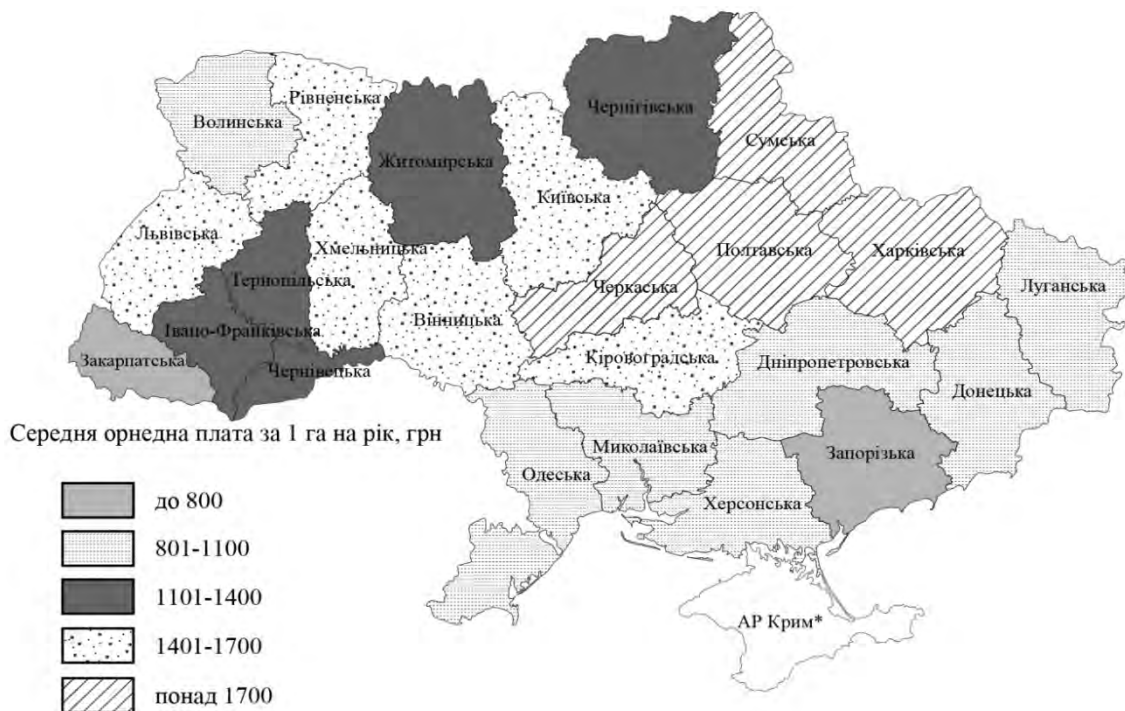 Чернігівська
Рівненська
Волинська
Сумська
Житомирська
Київська
Львівська
Хмельницька
Полтавська
Харківська
Тернопільська
Черкаська
Луганська
Вінницька
Івано-Франківська
Закарпатська
Чернівецька
Кіровоградська
Дніпропетровська
Донецька
Середня орнедна плата за 1 га на рік, грн
Миколаївська
Запорізька
Одеська
Херсонська
до 800
801-1100
1101-1400
АР Крим*
1401-1700
понад 1700